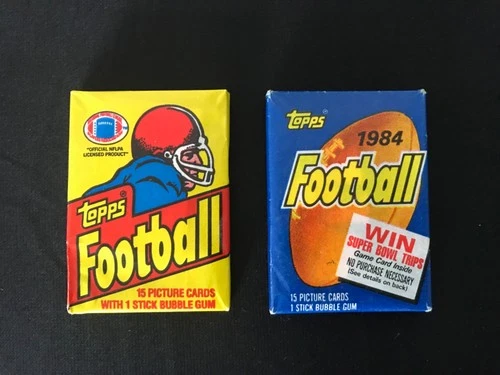 "OFFICIAL NFLPA
LICENSED PRODUCT"
topps
Football
15 PICTURE CARDS
WITH 1 STICK BUBBLE GUM
topps
1984
Football
WIN
SUPER BOWL TRIPS
Game Card Inside
NO PURCHASE NECESSARY
(See details on back)
15 PICTURE CARDS
1 STICK BUBBLE GUM